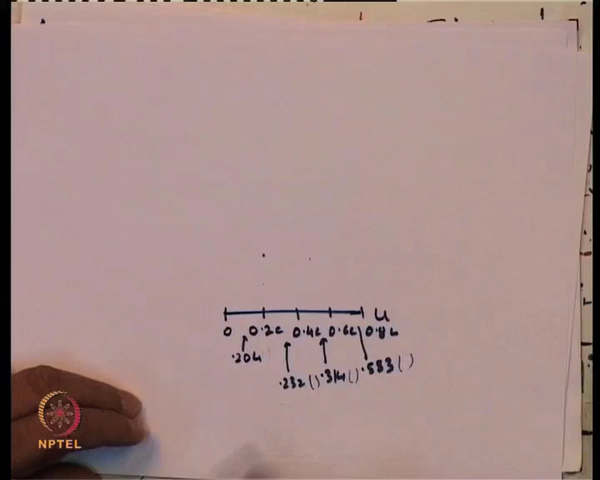 u
0 0.2c 0.4c 0.6c 0.8c
.204
.232 ( ) .314 ( ) .583 ( )
NPTEL